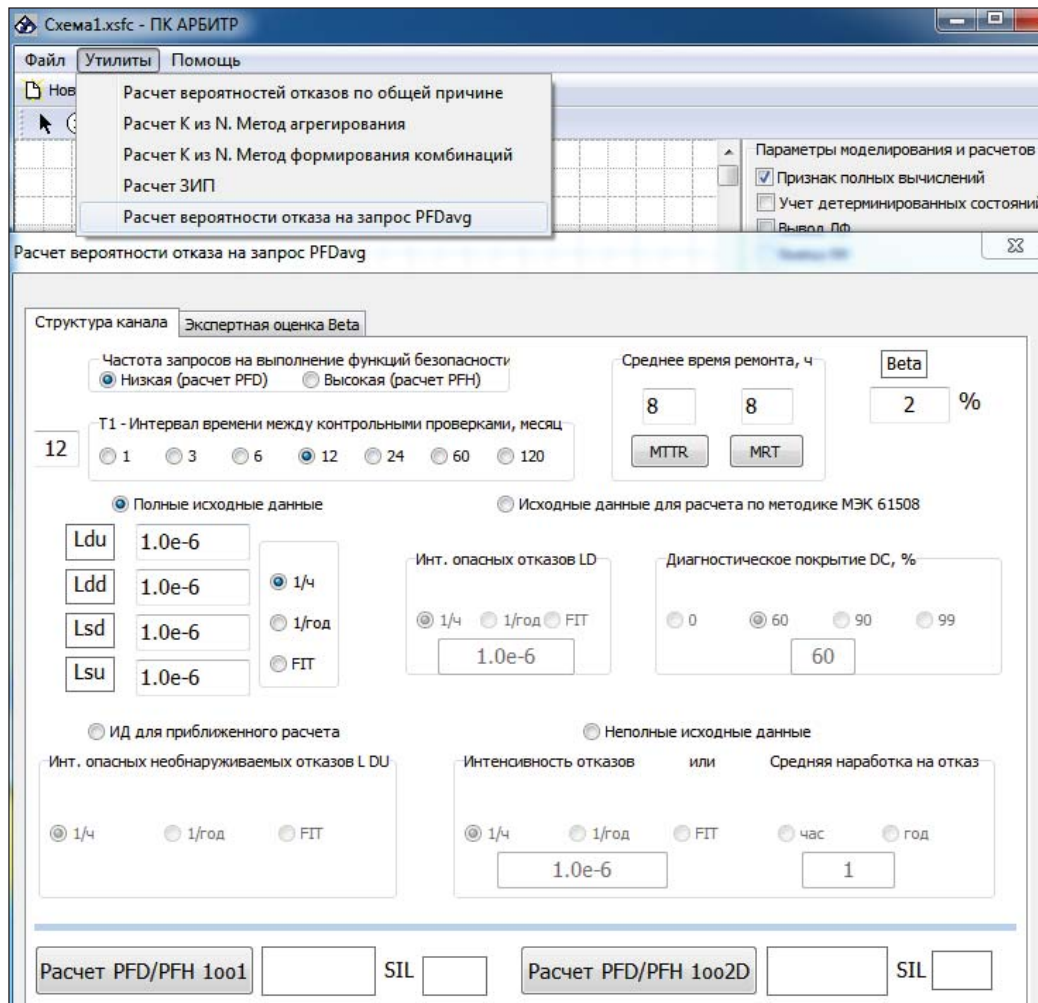 Схема1.xsfc - ПК АРБИТР
Файл Утилиты Помощь
Нов
Расчет вероятностей отказов по общей причине
Расчет К из N. Метод агрегирования
Расчет К из N. Метод формирования комбинаций
Расчет ЗИП
Расчет вероятности отказа на запрос PFDavg
Параметры моделирования и расчетов
Признак полных вычислений
Учет детерминированных состояний
Вывод ЛФ
Расчет вероятности отказа на запрос PFDavg
Структура канала Экспертная оценка Beta
Частота запросов на выполнение функций безопасности
Низкая (расчет PFD) Высокая (расчет PFH)
Среднее время ремонта, ч
Beta
8 8 2 %
T1 - Интервал времени между контрольными проверками, месяц
12 1 3 6 12 24 60 120
MTTR MRT
Полные исходные данные Исходные данные для расчета по методике МЭК 61508
Ldu 1.0e-6
Ldd 1.0e-6
Lsd 1.0e-6
Lsu 1.0e-6
1/ч
1/год
FIT
Инт. опасных отказов LD
1/ч 1/год FIT
1.0e-6
Диагностическое покрытие DC, %
0 60 90 99
60
ИД для приближенного расчета Неполные исходные данные
Инт. опасных необнаруживаемых отказов L DU
1/ч 1/год FIT
Интенсивность отказов или Средняя наработка на отказ
1/ч 1/год FIT час год
1.0e-6 1
Расчет PFD/PFH 1oo1 SIL Расчет PFD/PFH 1oo2D SIL